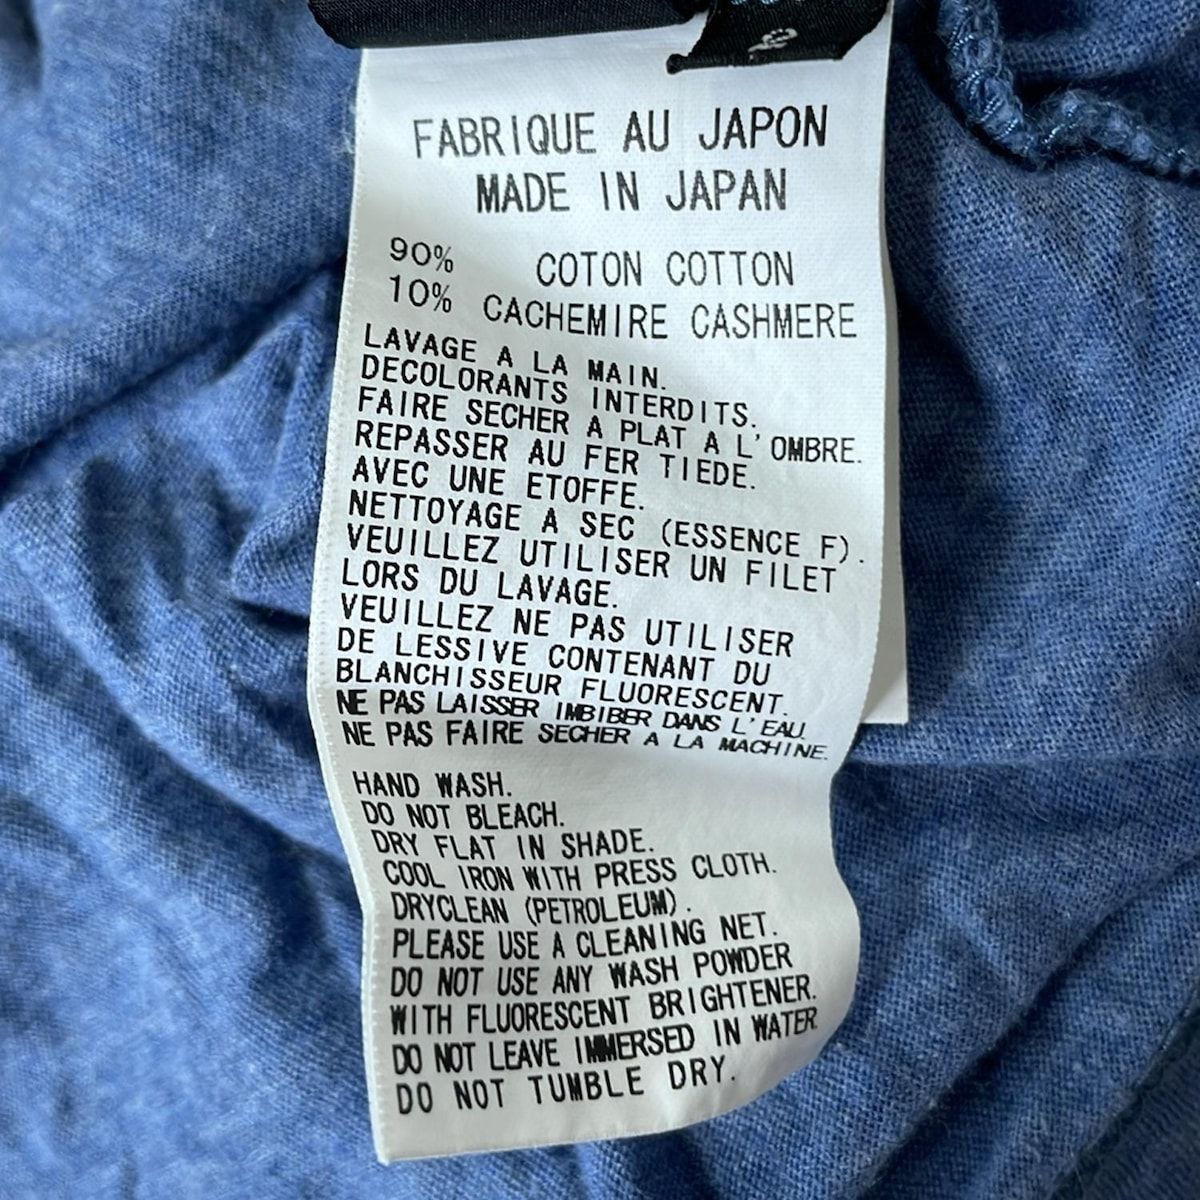 FABRIQUE AU JAPON
MADE IN JAPAN
90% COTON COTTON
10% CACHEMIRE CASHMERE
LAVAGE A LA MAIN.
DECOLORANTS INTERDITS.
FAIRE SECHER A PLAT A L'OMBRE.
REPASSER AU FER TIEDE.
AVEC UNE ETOFFE.
NETTOYAGE A SEC (ESSENCE F).
VEUILLEZ UTILISER UN FILET
LORS DU LAVAGE.
VEUILLEZ NE PAS UTILISER
DE LESSIVE CONTENANT DU
BLANCHISSEUR FLUORESCENT.
NE PAS LAISSER IMBIBER DANS L'EAU.
NE PAS FAIRE SECHER A LA MACHINE.
HAND WASH.
DO NOT BLEACH.
DRY FLAT IN SHADE.
COOL IRON WITH PRESS CLOTH.
DRYCLEAN (PETROLEUM).
PLEASE USE A CLEANING NET.
DO NOT USE ANY WASH POWDER
WITH FLUORESCENT BRIGHTENER.
DO NOT LEAVE IMMERSED IN WATER
DO NOT TUMBLE DRY.